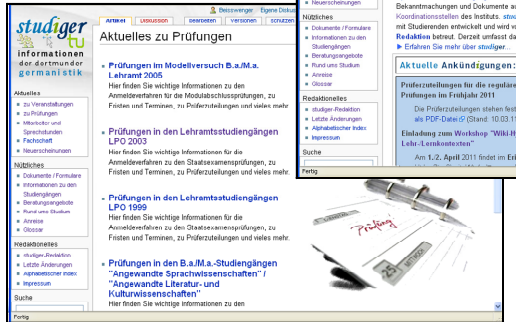 Beisswenger Eigene Diskus
Artikel Diskussion bearbeiten Versionen schützen
studiger
informationen
der dortmunder
germanistik
Aktuelles
zu Veranstaltungen
zu Prüfungen
Mitarbeiter und
Sprechstunden
Fachschaft
Neuerscheinungen
Nützliches
Dokumente / Formulare
Informationen zu den
Studiengängen
Beratungsangebote
Rund ums Studium
Anreise
Glossar
Redaktionelles
studiger-Redaktion
Letzte Änderungen
Alphabetischer Index
Impressum
Suche
Fertig
Aktuelles zu Prüfungen
Prüfungen im Modellversuch B.a./M.a.
Lehramt 2005
Hier finden Sie wichtige Informationen zu den
Anmeldeverfahren für die Modulabschlussprüfungen, zu
Fristen und Terminen, zu Prüferzuteilungen und vieles mehr.
Prüfungen in den Lehramtsstudiengängen
LPO 2003
Hier finden Sie wichtige Informationen für die
Anmeldeverfahren zu den Staatsexamensprüfungen, zu
Fristen und Terminen, zu Prüferzuteilungen und vieles mehr.
Prüfungen in den Lehramtsstudiengängen
LPO 1999
Hier finden Sie wichtige Informationen für die
Anmeldeverfahren zu den Staatsexamensprüfungen, zu
Fristen und Terminen, zu Prüferzuteilungen und vieles mehr.
Prüfungen in den B.a./M.a.-Studiengängen
"Angewandte Sprachwissenschaften" /
"Angewandte Literatur- und
Kulturwissenschaften"
Hier finden Sie wichtige Informationen zu den
Neuerscheinungen
Nützliches
Dokumente / Formulare
Informationen zu den
Studiengängen
Beratungsangebote
Rund ums Studium
Anreise
Glossar
Redaktionelles
studiger-Redaktion
Letzte Änderungen
Alphabetischer Index
Impressum
Suche
Fertig
Bekanntmachungen und Dokumente au
Koordinationsstellen des Instituts.
mit Studierenden entwickelt und wird vo
Redaktion betreut. Derzeit umfasst da
Erfahren Sie mehr über studiger...
Aktuelle Ankündigungen:
Prüferzuteilungen für die reguläre
Prüfungen im Frühjahr 2011
Die Prüferzuteilungen stehen fest
als PDF-Datei (Stand: 10.03.11
Einladung zum Workshop "Wiki-H
Lehr-/Lernkontexten"
Am 1./2. April 2011 findet im Eri
Prüfung
25
MITTWOCH